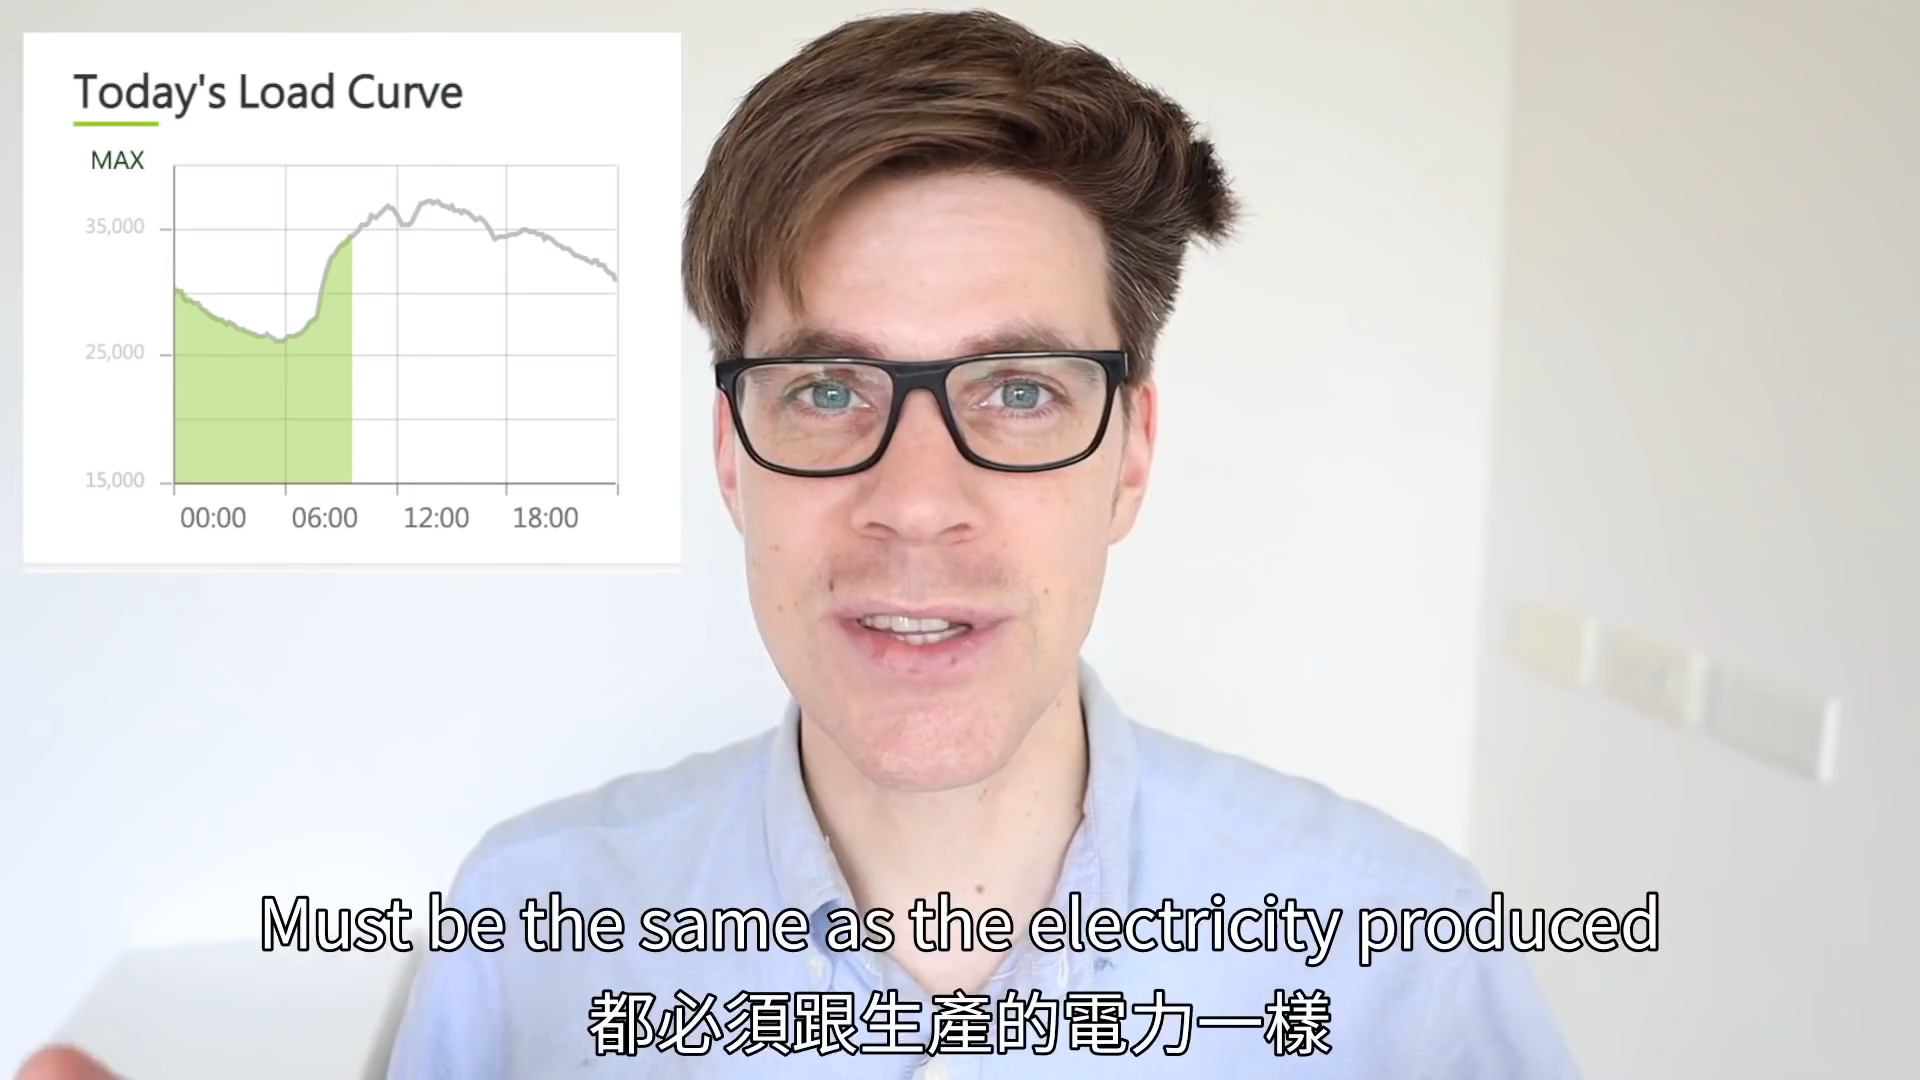 Today's Load Curve
MAX
35,000
25,000
15,000
00:00 06:00 12:00 18:00
Must be the same as the electricity produced
都必須跟生產的電力一樣